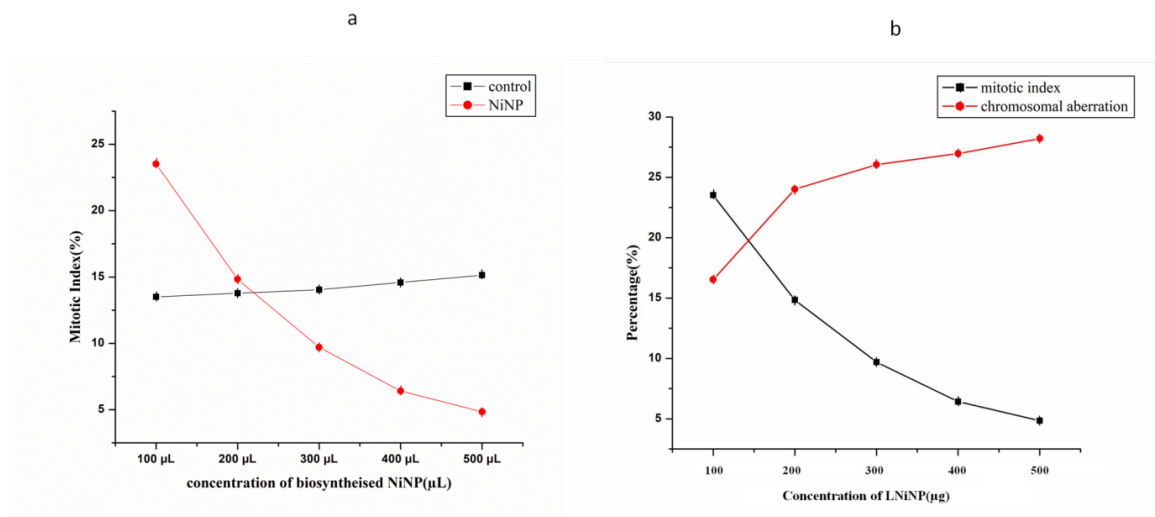 a
control
NiNP
25
20
15
10
5
Mitotic Index(%)
100 µL 200 µL 300 µL 400 µL 500 µL
concentration of biosyntheised NiNP(µL)
b
mitotic index
chromosomal aberration
30
25
20
15
10
5
Percentage(%)
100 200 300 400 500
Concentration of LNiNP(µg)